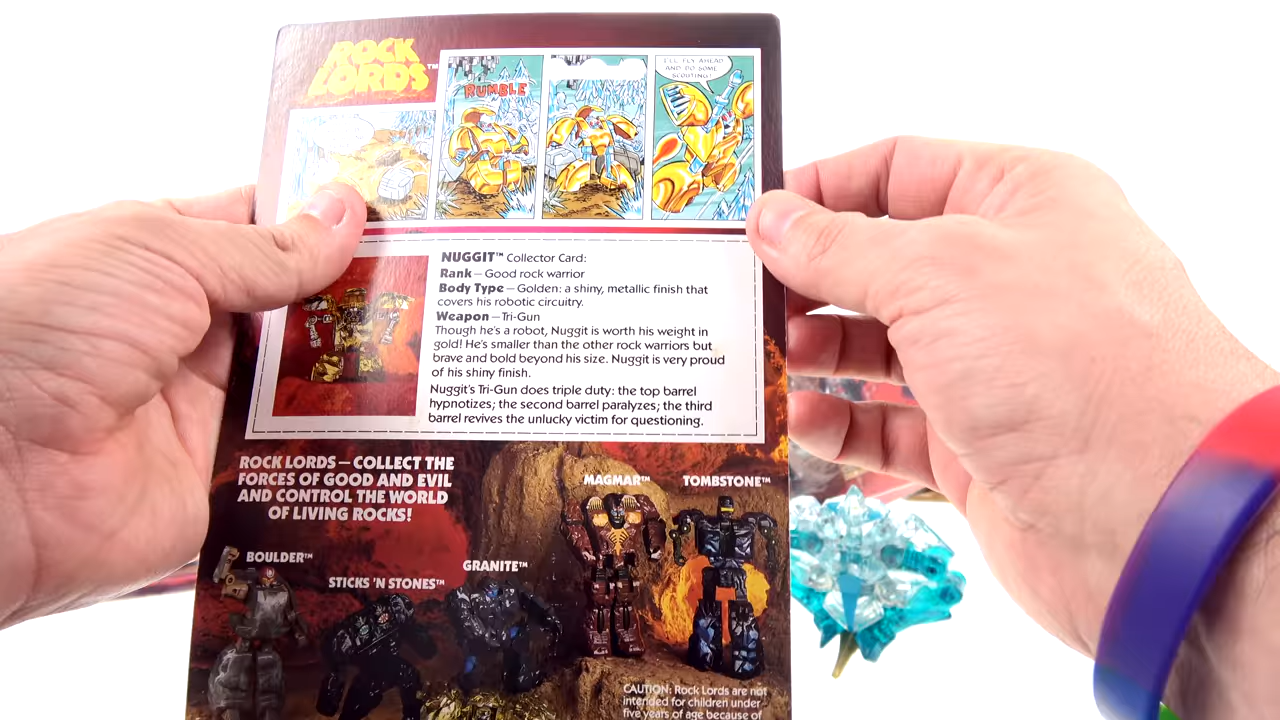 ROCK
LORDS™
RUMBLE
I'LL FLY AHEAD
AND DO SOME
SCOUTING!
NUGGIT™ Collector Card:
Rank — Good rock warrior
Body Type — Golden: a shiny, metallic finish that
covers his robotic circuitry.
Weapon — Tri-Gun
Though he's a robot, Nuggit is worth his weight in
gold! He's smaller than the other rock warriors but
brave and bold beyond his size. Nuggit is very proud
of his shiny finish.
Nuggit's Tri-Gun does triple duty: the top barrel
hypnotizes; the second barrel paralyzes; the third
barrel revives the unlucky victim for questioning.
ROCK LORDS — COLLECT THE
FORCES OF GOOD AND EVIL
AND CONTROL THE WORLD
OF LIVING ROCKS!
MAGMAR™
TOMBSTONE™
BOULDER™
STICKS 'N STONES™
GRANITE™
CAUTION: Rock Lords are not
intended for children under
five years of age because of